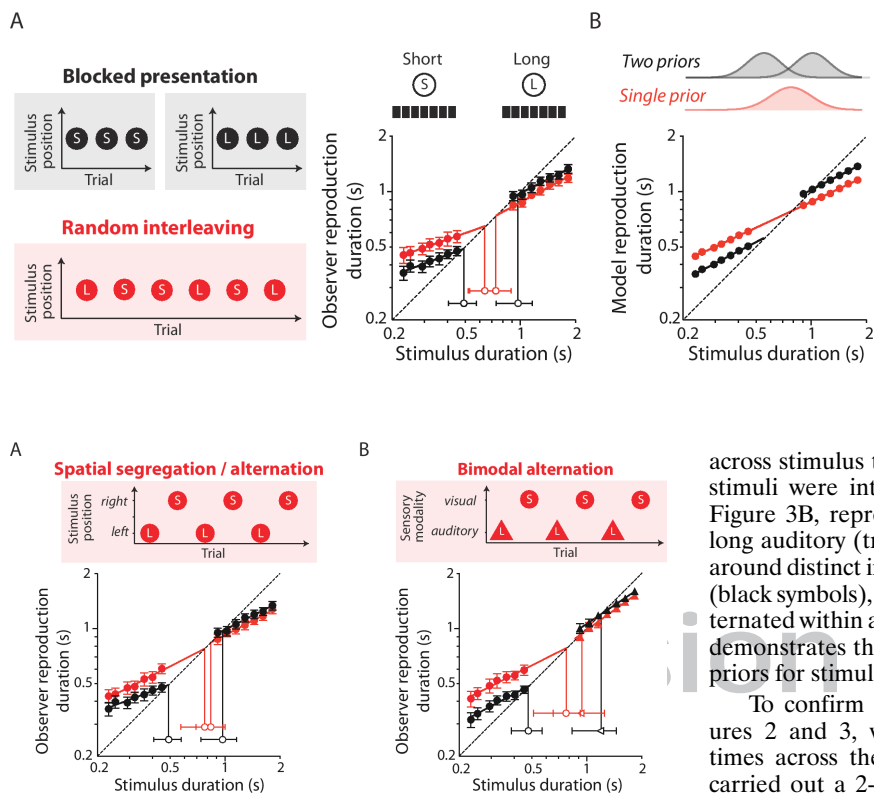 A
Blocked presentation
Stimulus
position
S S S
Trial
Stimulus
position
L L L
Trial
Random interleaving
Stimulus
position
L S S L S L
Trial
Short
S
Long
L
Observer reproduction
duration (s)
2
1
0.5
0.2
0.2 0.5 1 2
Stimulus duration (s)
B
Two priors
Single prior
Model reproduction
duration (s)
2
1
0.5
0.2
0.2 0.5 1 2
Stimulus duration (s)
A
Spatial segregation / alternation
Stimulus
position
right S S S
left L L L
Trial
Observer reproduction
duration (s)
2
1
0.5
0.2
0.2 0.5 1 2
Stimulus duration (s)
B
Bimodal alternation
Sensory
modality
visual S S S
auditory L L L
Trial
Observer reproduction
duration (s)
2
1
0.5
0.2
0.2 0.5 1 2
Stimulus duration (s)
across stimulus t
stimuli were int
Figure 3B, repro
long auditory (tr
around distinct in
(black symbols),
ternated within a
demonstrates th
priors for stimul
To confirm
ures 2 and 3, w
times across the
carried out a 2-
sion